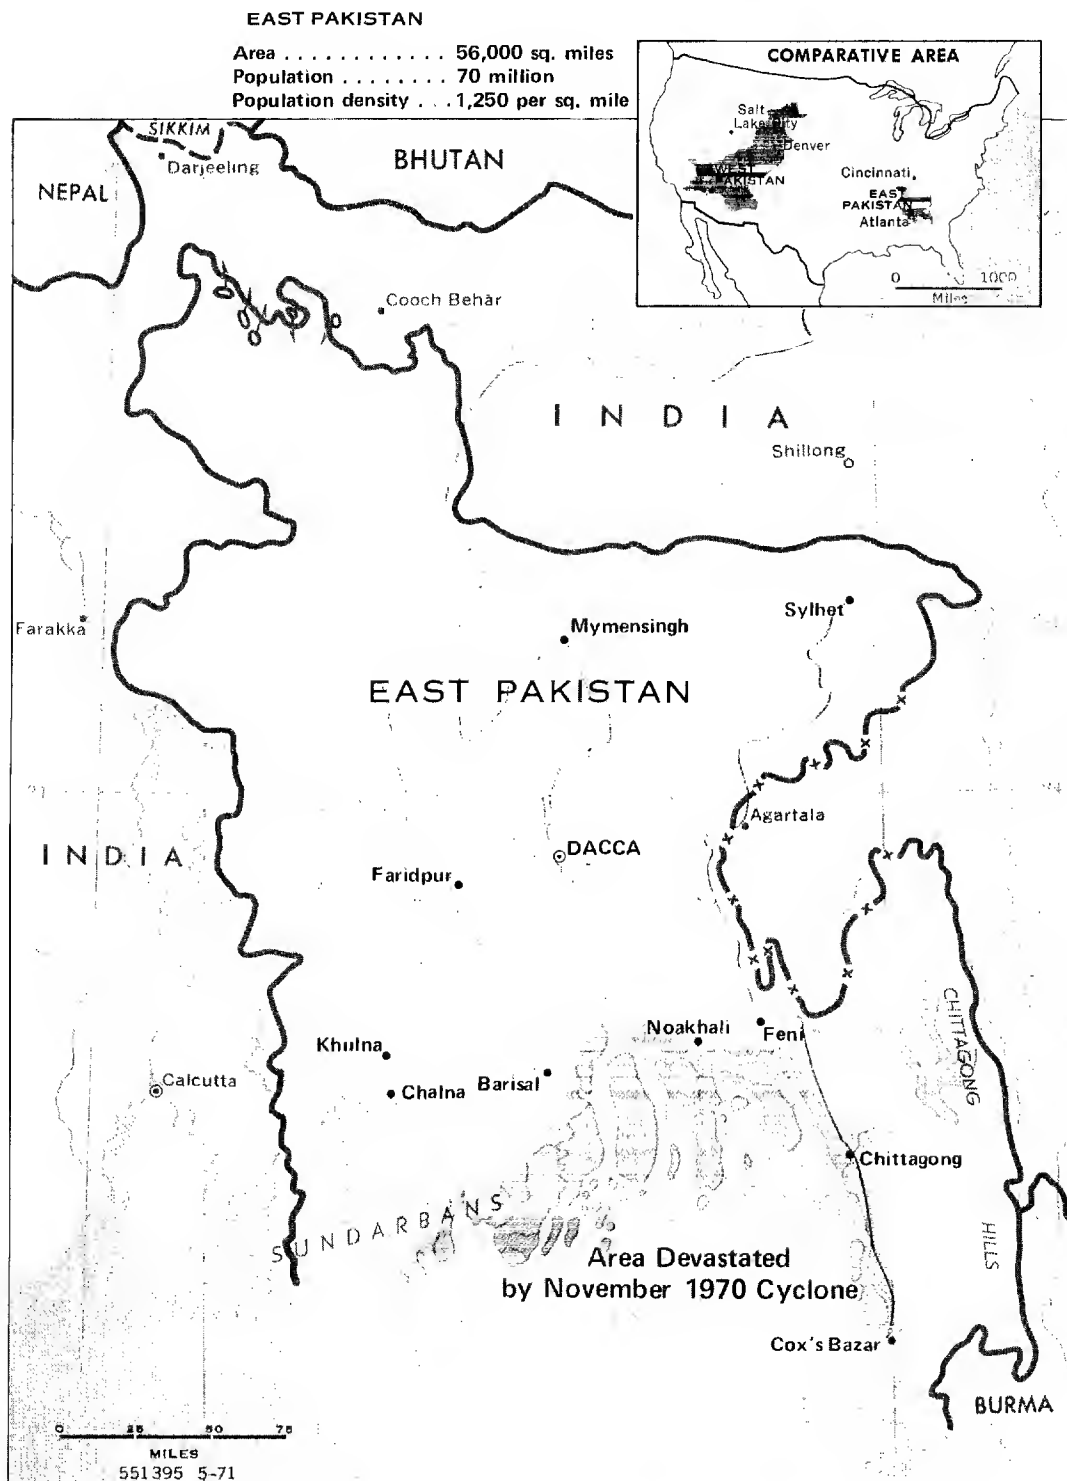 EAST PAKISTAN
Area . . . . . . . . . . . . 56,000 sq. miles
Population . . . . . . . . 70 million
Population density . . . 1,250 per sq. mile
COMPARATIVE AREA
Salt
Lake City
Denver
WEST
PAKISTAN
Cincinnati
EAST
PAKISTAN
Atlanta
0 1000
Miles
SIKKIM
Darjeeling
NEPAL
BHUTAN
Cooch Behār
INDIA
Shillong
Farakka
Mymensingh
Sylhet
EAST PAKISTAN
Agartala
INDIA
DACCA
Faridpur
CHITTAGONG
HILLS
Noakhali
Feni
Khulna
Calcutta
Chalna
Barisal
Chittagong
SUNDARBANS
Area Devastated
by November 1970 Cyclone
Cox's Bazar
BURMA
0 25 50 75
MILES
551395 5-71